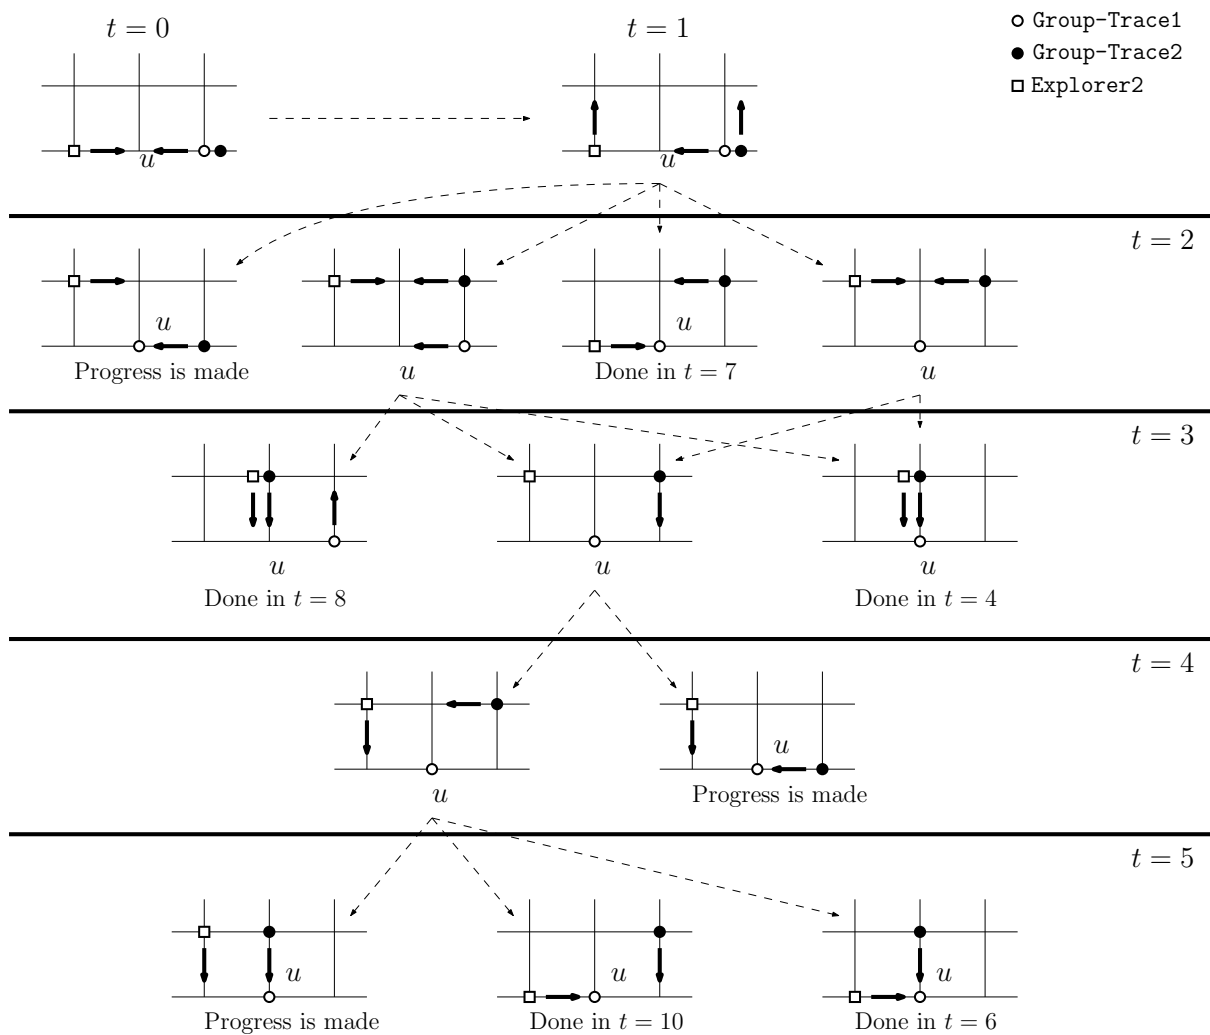 t = 0
t = 1
Group-Trace1
Group-Trace2
Explorer2
u
u
t = 2
u
Progress is made
u
u
Done in t = 7
u
t = 3
u
Done in t = 8
u
u
Done in t = 4
t = 4
u
u
Progress is made
t = 5
u
Progress is made
u
Done in t = 10
u
Done in t = 6